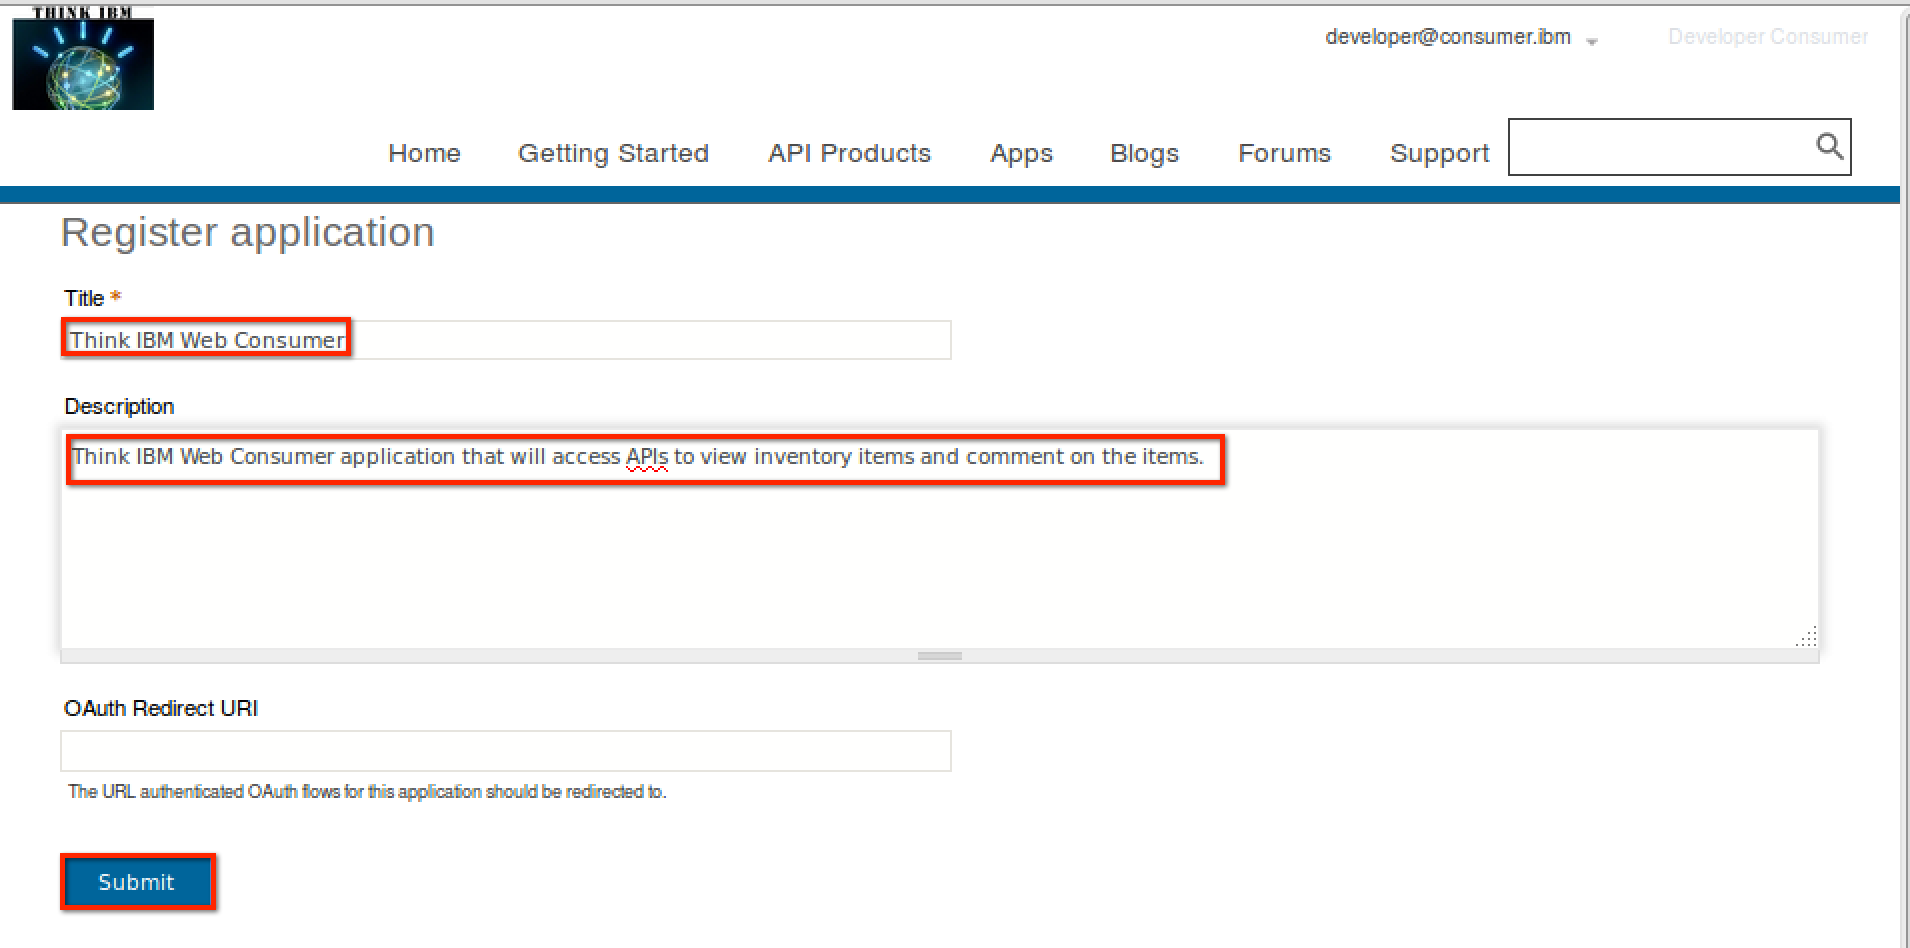 THINK IBM
developer@consumer.ibm
Developer Consumer
Home Getting Started API Products Apps Blogs Forums Support
Register application
Title *
Think IBM Web Consumer
Description
Think IBM Web Consumer application that will access APIs to view inventory items and comment on the items.
OAuth Redirect URI
The URL authenticated OAuth flows for this application should be redirected to.
Submit